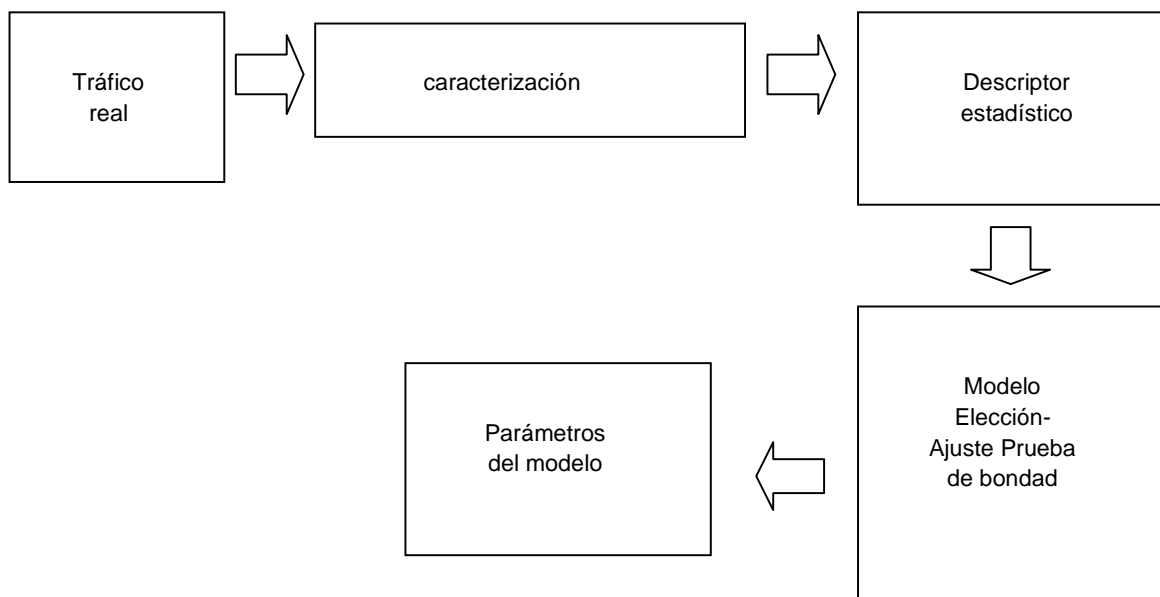 Tráfico
real
caracterización
Descriptor
estadístico
Modelo
Elección-
Ajuste Prueba
de bondad
Parámetros
del modelo